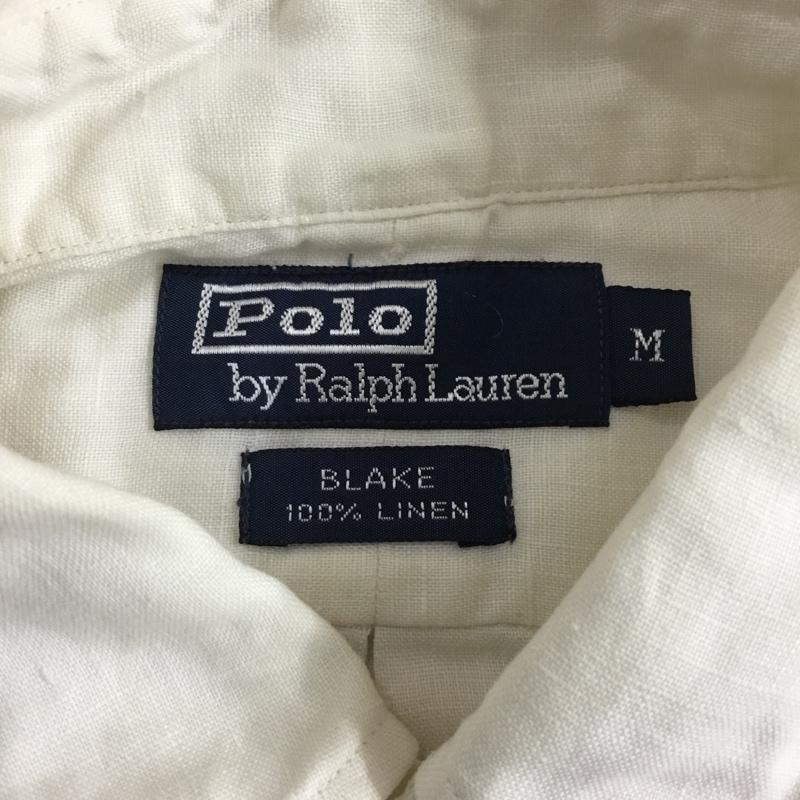 Polo
by Ralph Lauren
M
BLAKE
100% LINEN